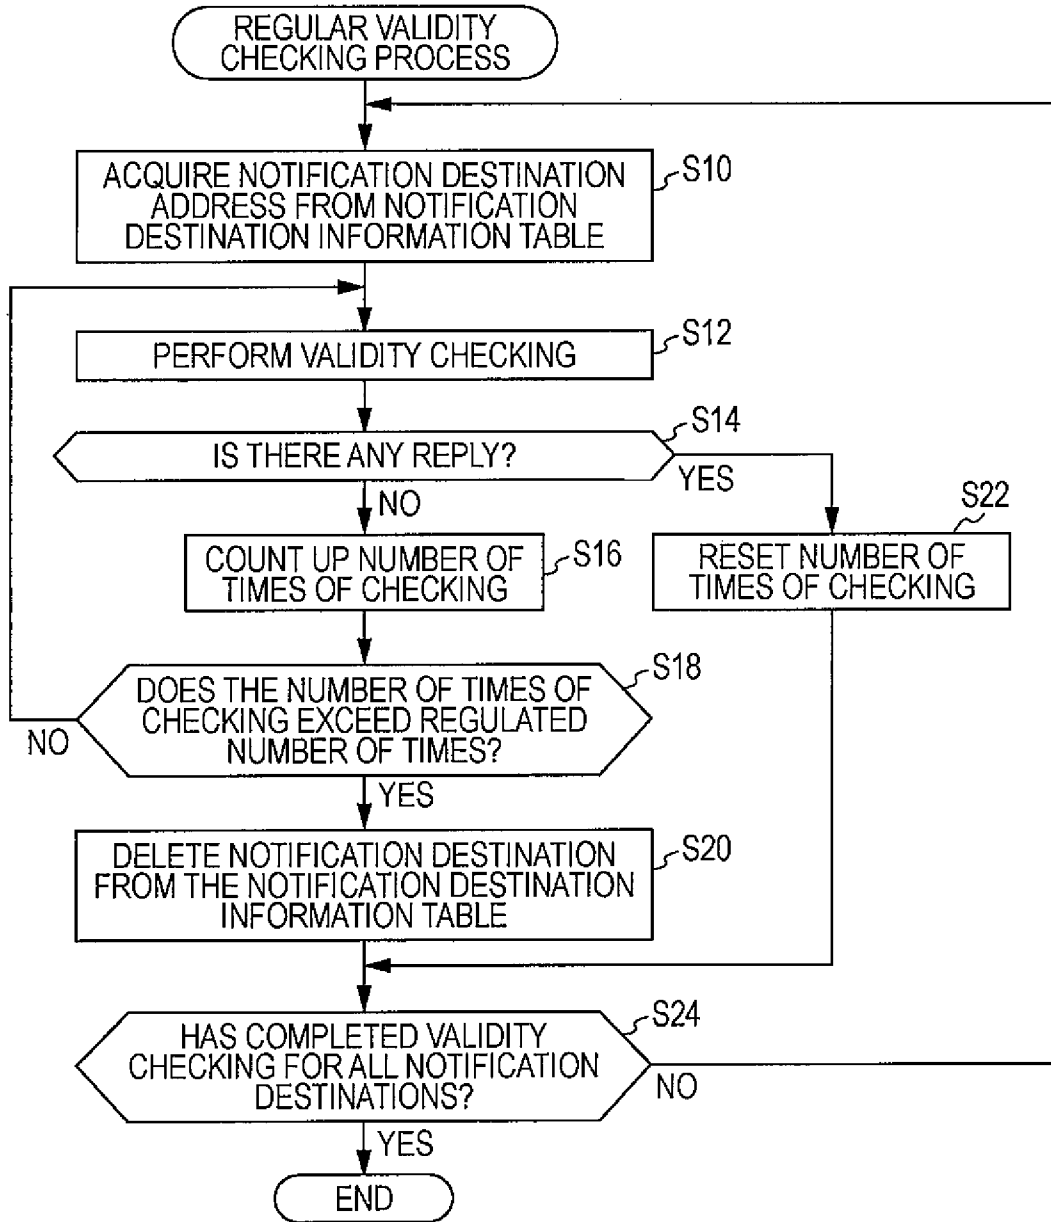 REGULAR VALIDITY
CHECKING PROCESS
ACQUIRE NOTIFICATION DESTINATION
ADDRESS FROM NOTIFICATION
DESTINATION INFORMATION TABLE
S10
PERFORM VALIDITY CHECKING
S12
IS THERE ANY REPLY?
S14
YES
NO
COUNT UP NUMBER OF
TIMES OF CHECKING
S16
RESET NUMBER OF
TIMES OF CHECKING
S22
DOES THE NUMBER OF TIMES OF
CHECKING EXCEED REGULATED
NUMBER OF TIMES?
S18
NO
YES
DELETE NOTIFICATION DESTINATION
FROM THE NOTIFICATION DESTINATION
INFORMATION TABLE
S20
HAS COMPLETED VALIDITY
CHECKING FOR ALL NOTIFICATION
DESTINATIONS?
S24
NO
YES
END